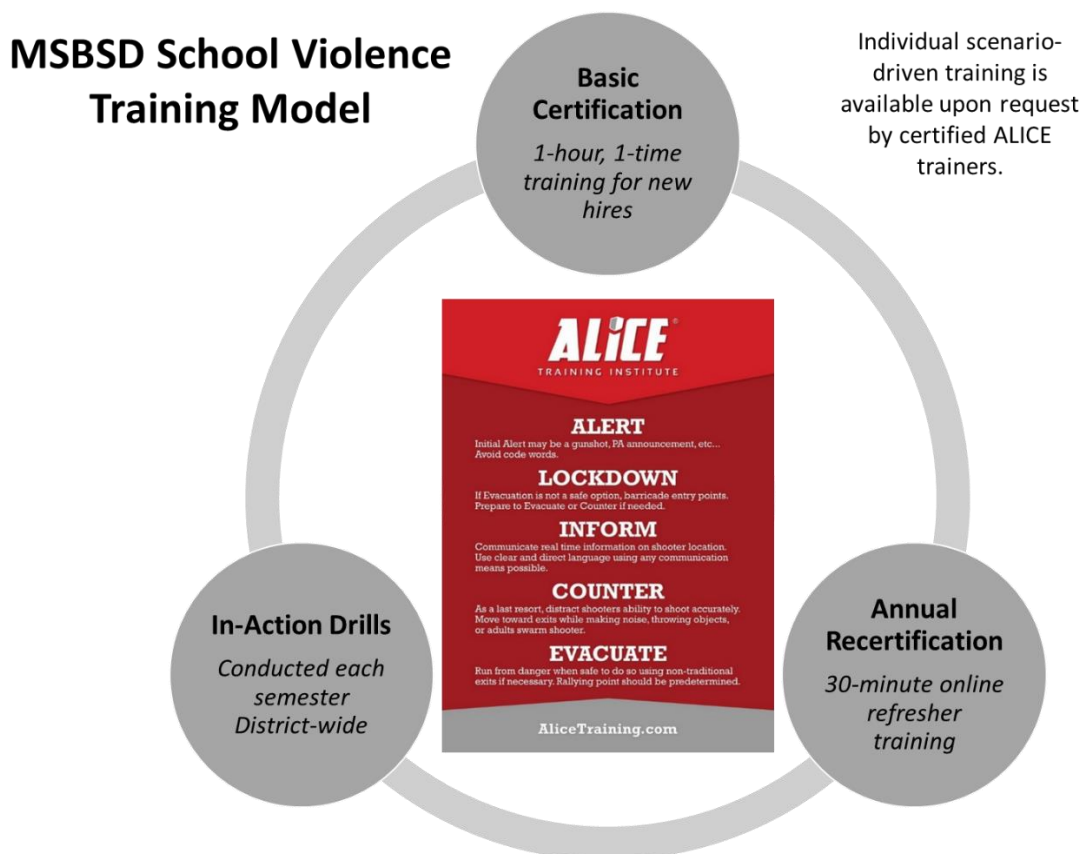 MSBSD School Violence
Training Model
Basic
Certification
1-hour, 1-time
training for new
hires
Individual scenario-
driven training is
available upon request
by certified ALICE
trainers.
ALiCE®
TRAINING INSTITUTE
ALERT
Initial Alert may be a gunshot, PA announcement, etc...
Avoid code words.
LOCKDOWN
If Evacuation is not a safe option, barricade entry points.
Prepare to Evacuate or Counter if needed.
INFORM
Communicate real time information on shooter location.
Use clear and direct language using any communication
means possible.
COUNTER
As a last resort, distract shooters ability to shoot accurately.
Move toward exits while making noise, throwing objects,
or adults swarm shooter.
EVACUATE
Run from danger when safe to do so using non-traditional
exits if necessary. Rallying point should be predetermined.
AliceTraining.com
In-Action Drills
Conducted each
semester
District-wide
Annual
Recertification
30-minute online
refresher
training